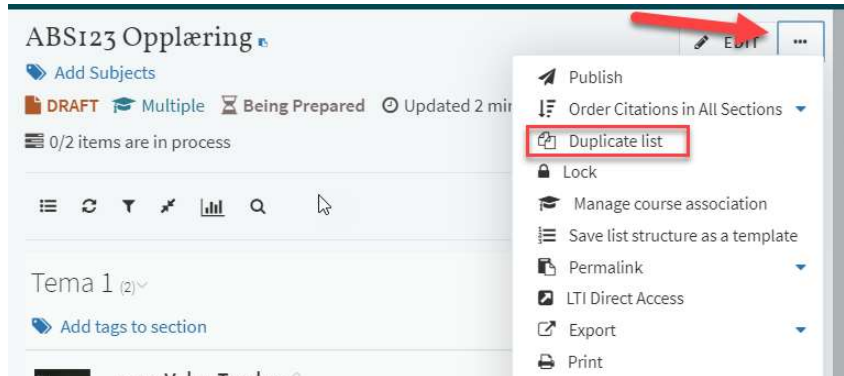 ABS123 Opplæring
EDIT
Add Subjects
DRAFT Multiple Being Prepared Updated 2
0/2 items are in process
Publish
Order Citations in All Sections
Duplicate list
Lock
Manage course association
Save list structure as a template
Permalink
LTI Direct Access
Export
Print
Tema 1 (2)
Add tags to section